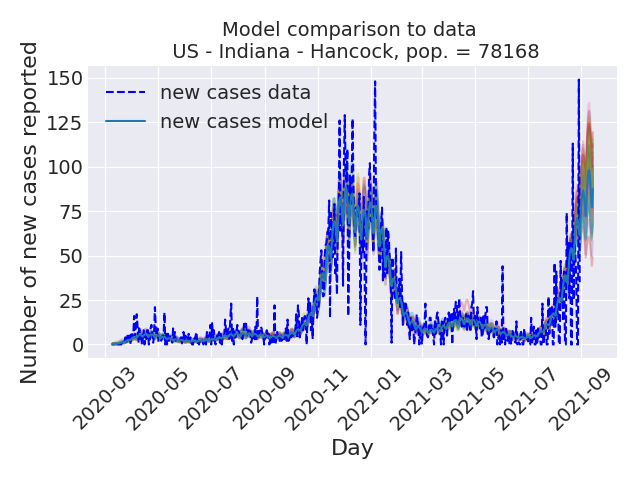 Model comparison to data
US - Indiana - Hancock, pop. = 78168
Number of new cases reported
150
125
100
75
50
25
0
new cases data
new cases model
2020-03
2020-05
2020-07
2020-09
2020-11
2021-01
2021-03
2021-05
2021-07
2021-09
Day